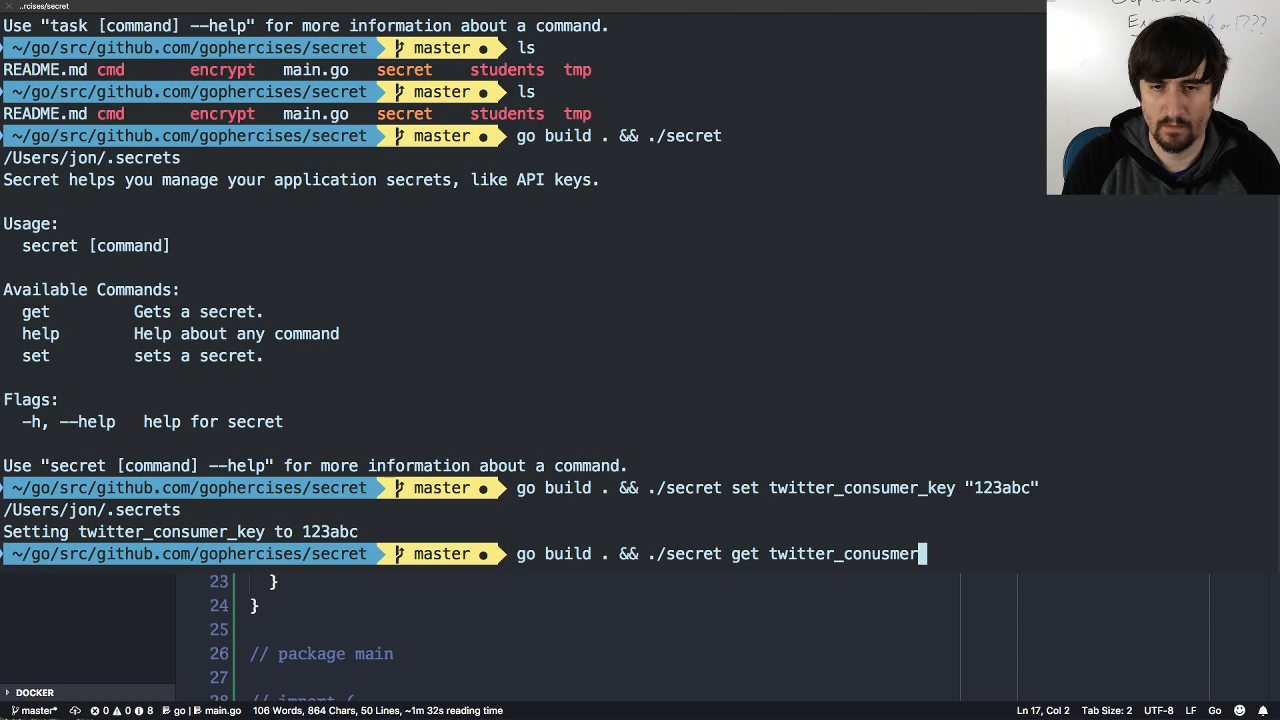 ..rcises/secret
Use "task [command] --help" for more information about a command.
~/go/src/github.com/gophercises/secret master ● ls
README.md cmd encrypt main.go secret students tmp
~/go/src/github.com/gophercises/secret master ● ls
README.md cmd encrypt main.go secret students tmp
~/go/src/github.com/gophercises/secret master ● go build . && ./secret
/Users/jon/.secrets
Secret helps you manage your application secrets, like API keys.
Usage:
secret [command]
Available Commands:
get Gets a secret.
help Help about any command
set sets a secret.
Flags:
-h, --help help for secret
Use "secret [command] --help" for more information about a command.
~/go/src/github.com/gophercises/secret master ● go build . && ./secret set twitter_consumer_key "123abc"
/Users/jon/.secrets
Setting twitter_consumer_key to 123abc
~/go/src/github.com/gophercises/secret master ● go build . && ./secret get twitter_conusmer
23 }
24 }
25
26 // package main
27
28 // import (
DOCKER
master* 0 0 8 go | main.go 106 Words, 864 Chars, 50 Lines, ~1m 32s reading time Ln 17, Col 2 Tab Size: 2 UTF-8 LF Go